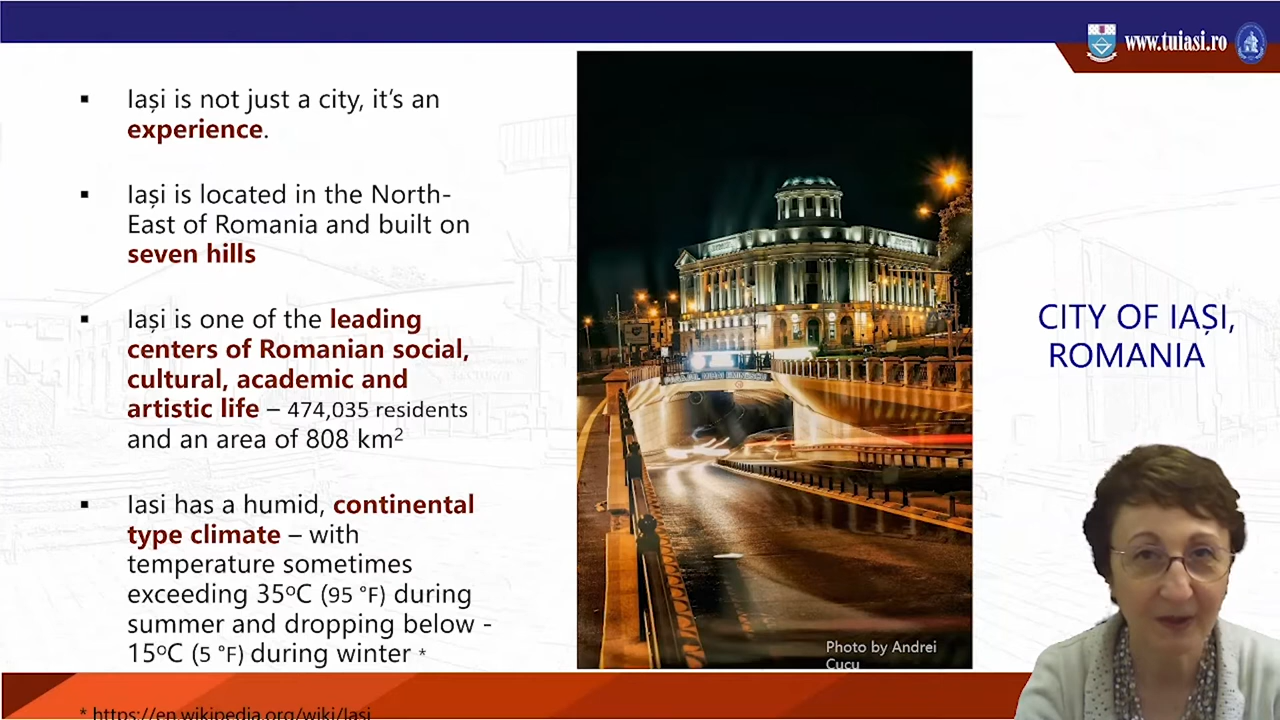 www.tuiasi.ro
▪ Iași is not just a city, it’s an
experience.
▪ Iași is located in the North-
East of Romania and built on
seven hills
▪ Iași is one of the leading
centers of Romanian social,
cultural, academic and
artistic life – 474,035 residents
and an area of 808 km²
▪ Iasi has a humid, continental
type climate – with
temperature sometimes
exceeding 35ºC (95 °F) during
summer and dropping below -
15ºC (5 °F) during winter *
* https://en.wikipedia.org/wiki/Iasi
Photo by Andrei
Cucu
CITY OF IAȘI,
ROMANIA